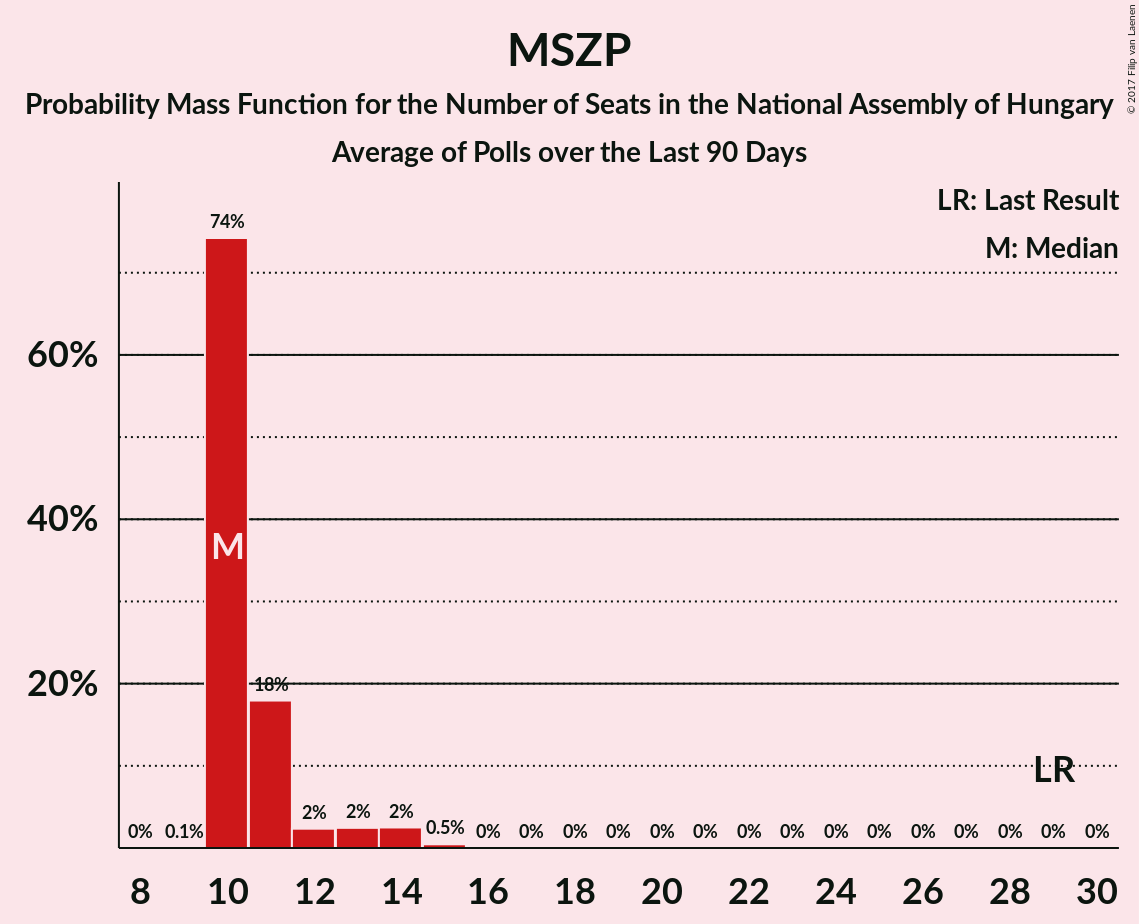 MSZP
Probability Mass Function for the Number of Seats in the National Assembly of Hungary
Average of Polls over the Last 90 Days
© 2017 Filip van Laenen
LR: Last Result
M: Median
74%
60%
40%
M
20%
18%
LR
0% 0.1% 2% 2% 2% 0.5% 0% 0% 0% 0% 0% 0% 0% 0% 0% 0% 0% 0% 0% 0% 0%
8 10 12 14 16 18 20 22 24 26 28 30